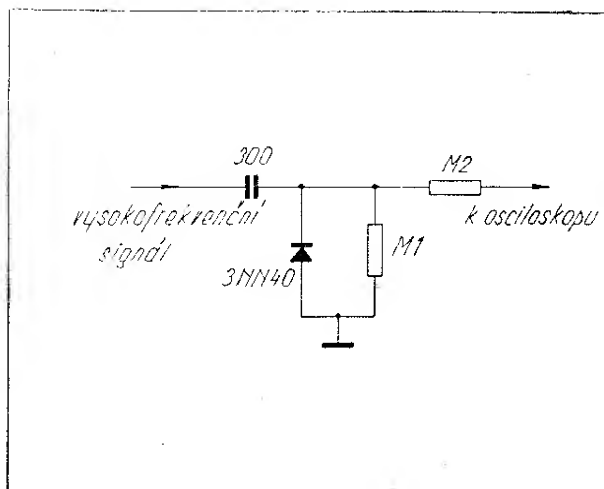 300
M2
vysokofrekvenční
signál
k osciloskopu
M1
3NN40